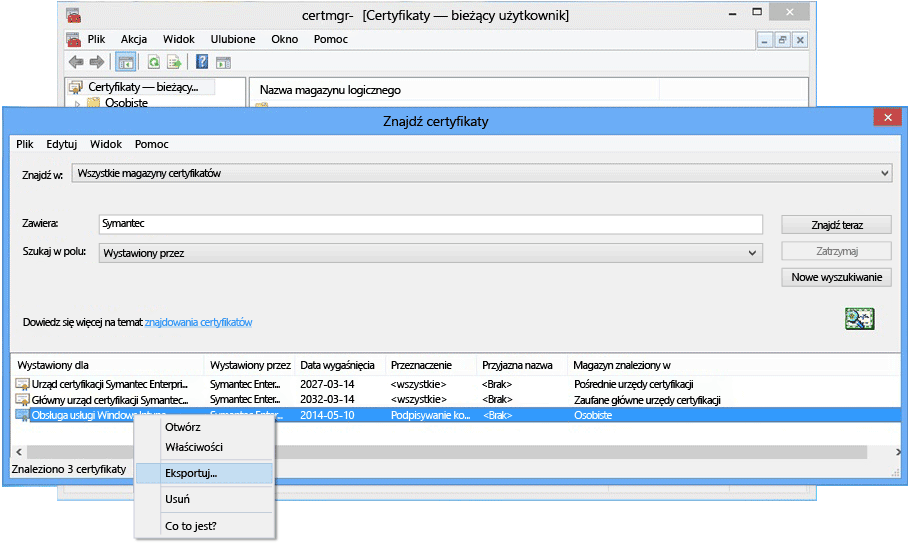 certmgr- [Certyfikaty — bieżący użytkownik]
Plik Akcja Widok Ulubione Okno Pomoc
Certyfikaty — bieżący... Nazwa magazynu logicznego
Osobiste
Znajdź certyfikaty
Plik Edytuj Widok Pomoc
Znajdź w: Wszystkie magazyny certyfikatów
Zawiera: Symantec Znajdź teraz
Szukaj w polu: Wystawiony przez Zatrzymaj
Nowe wyszukiwanie
Dowiedz się więcej na temat znajdowania certyfikatów
Wystawiony dla Wystawiony przez Data wygaśnięcia Przeznaczenie Przyjazna nazwa Magazyn znaleziony w
Urząd certyfikacji Symantec Enterpri... Symantec Enter... 2027-03-14 <wszystkie> <Brak> Pośrednie urzędy certyfikacji
Główny urząd certyfikacji Symantec... Symantec Enter... 2032-03-14 <wszystkie> <Brak> Zaufane główne urzędy certyfikacji
Obsługa usługi Windows Intune Symantec Enter... 2014-05-10 Podpisywanie ko... <Brak> Osobiste
Otwórz
Właściwości
Znaleziono 3 certyfikaty
Eksportuj...
Usuń
Co to jest?